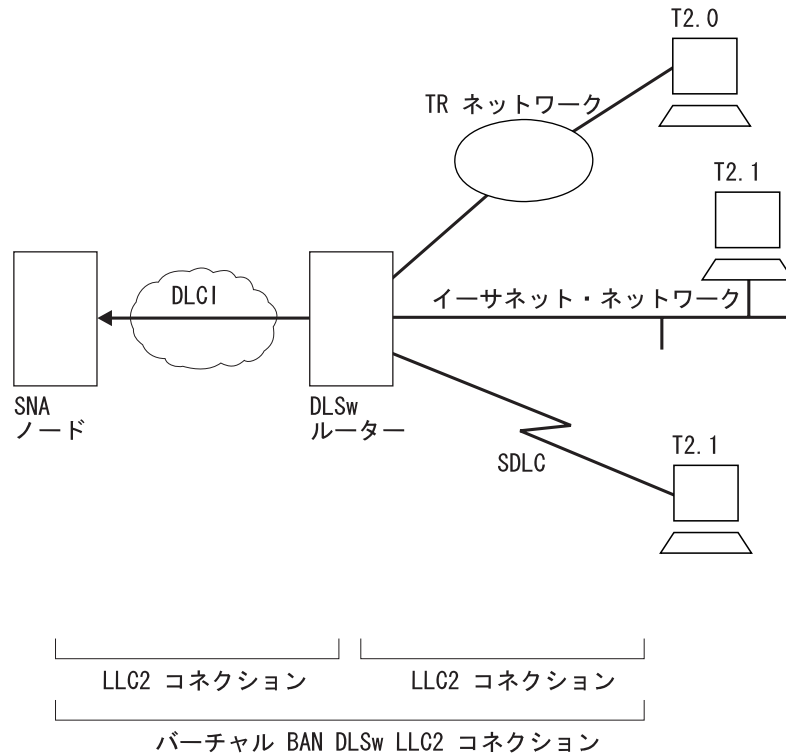 T2.0
TR ネットワーク
T2.1
DLCI
イーサネット・ネットワーク
SNA
ノード
DLSw
ルーター
SDLC
T2.1
LLC2 コネクション
LLC2 コネクション
バーチャル BAN DLSw LLC2 コネクション